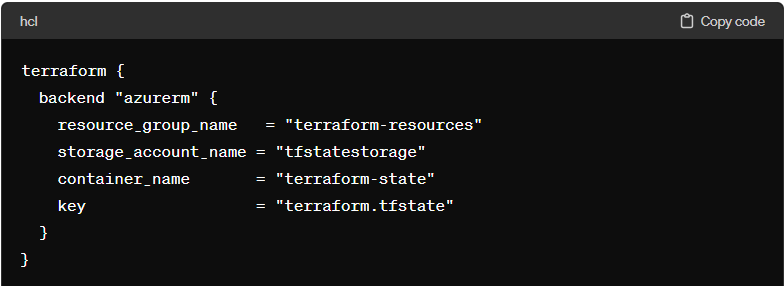 hcl
Copy code
terraform {
  backend "azurerm" {
    resource_group_name   = "terraform-resources"
    storage_account_name = "tfstatestorage"
    container_name       = "terraform-state"
    key                  = "terraform.tfstate"
  }
}